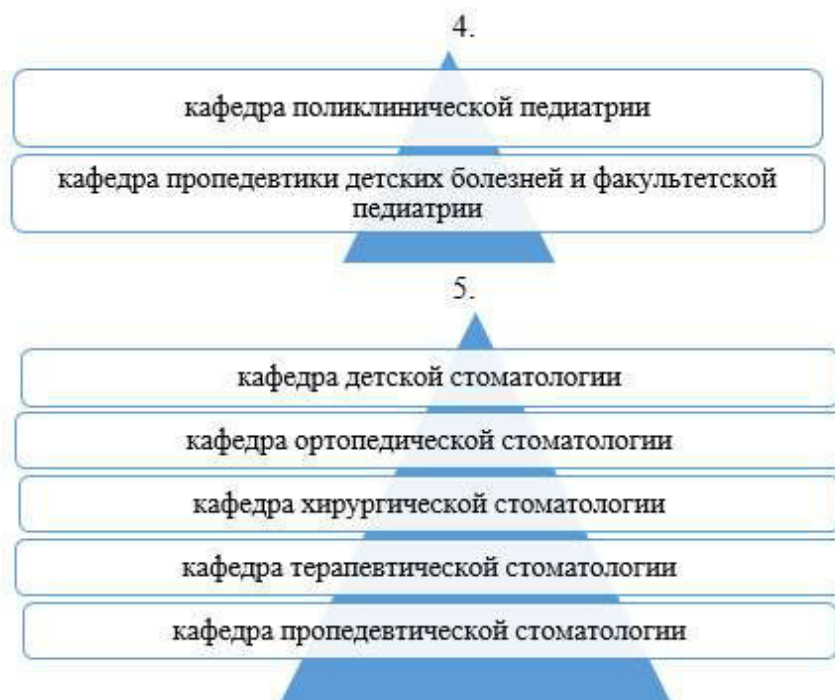 4.
кафедра поликлинической педиатрии
кафедра пропедевтики детских болезней и факультетской
педиатрии
5.
кафедра детской стоматологии
кафедра ортопедической стоматологии
кафедра хирургической стоматологии
кафедра терапевтической стоматологии
кафедра пропедевтической стоматологии